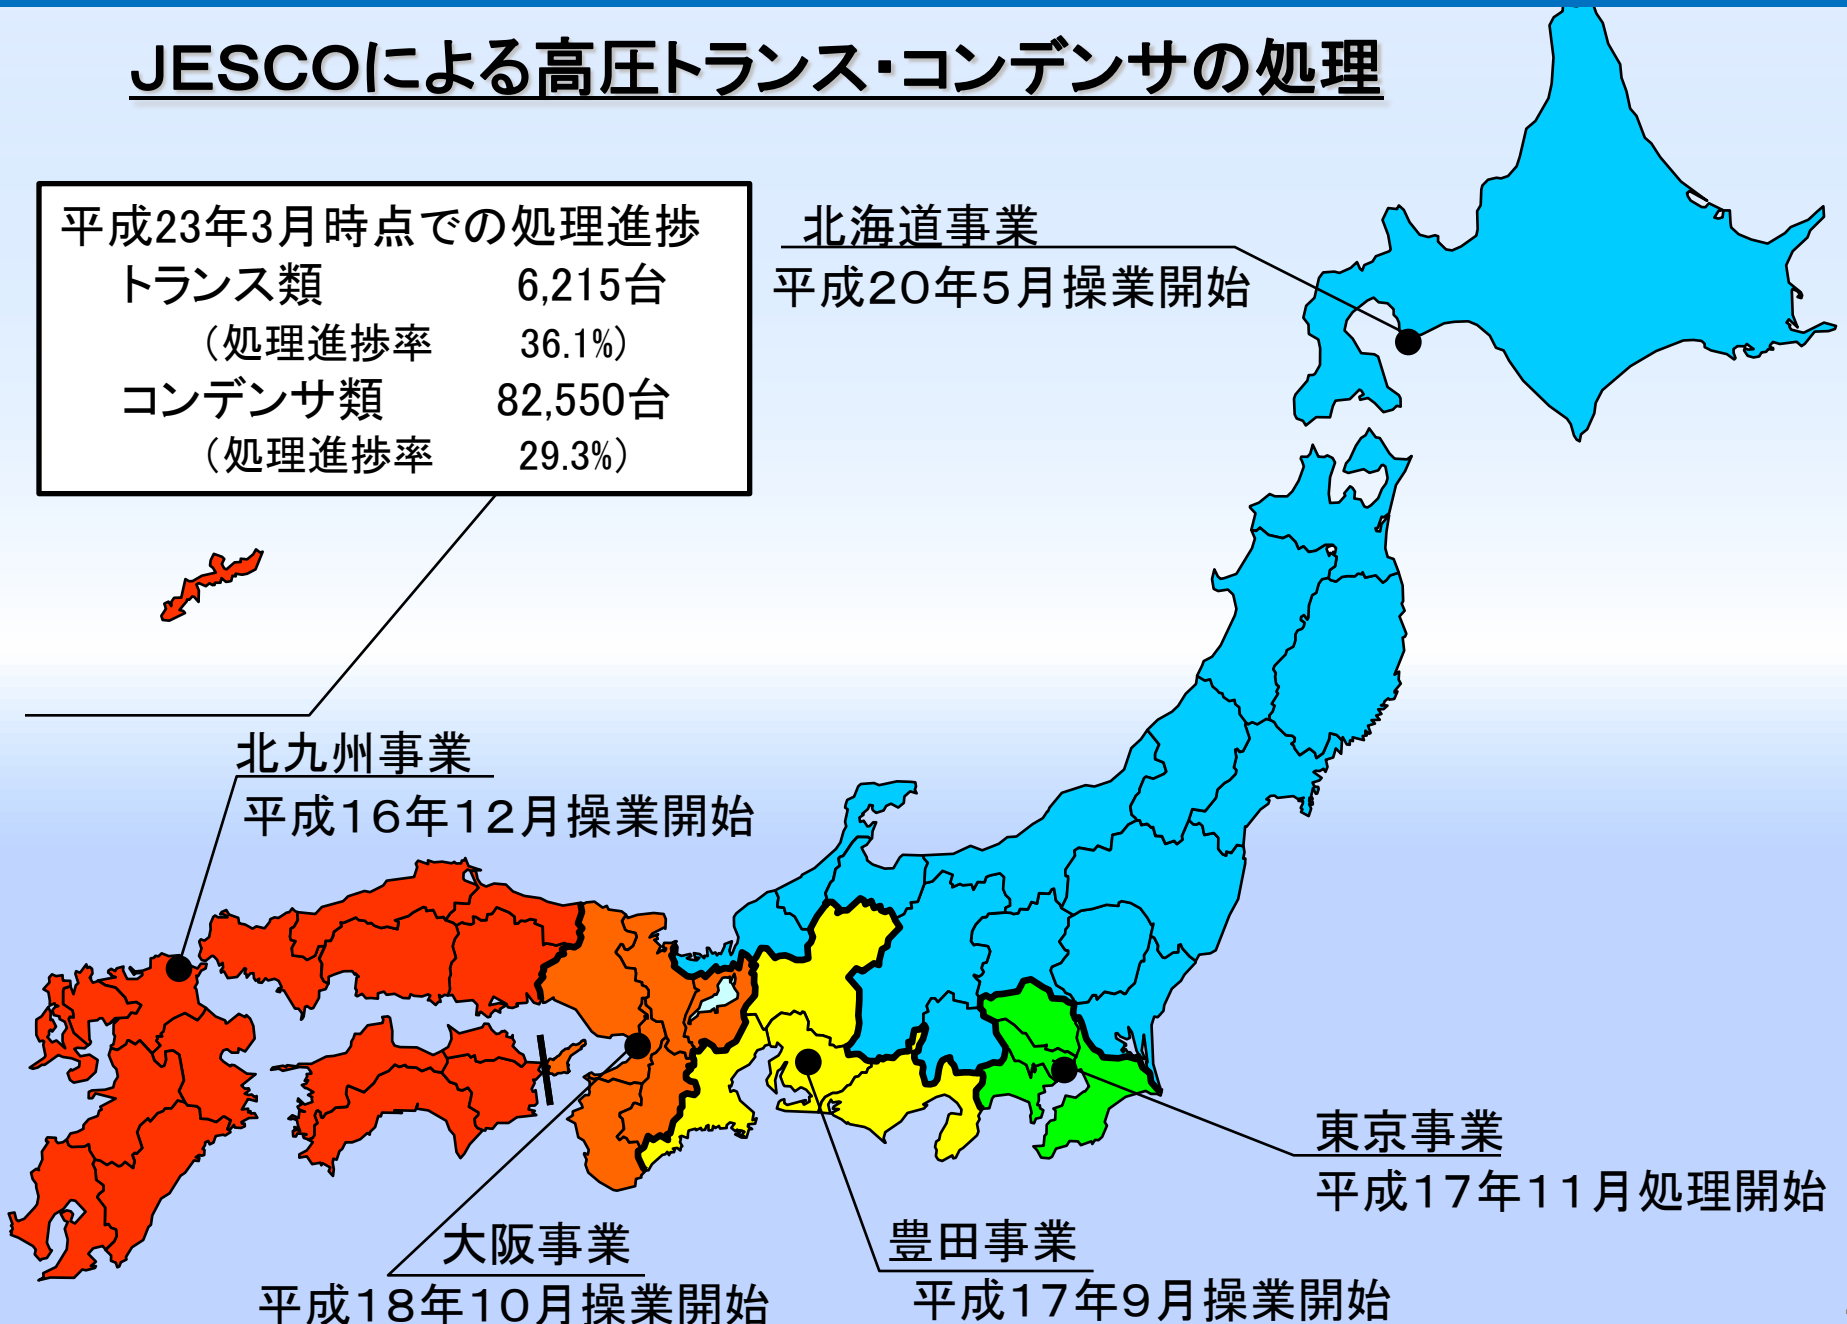 JESCOによる高圧トランス・コンデンサの処理
平成23年3月時点での処理進捗
トランス類 6,215台
（処理進捗率 36.1%）
コンデンサ類 82,550台
（処理進捗率 29.3%）
北海道事業
平成20年5月操業開始
北九州事業
平成16年12月操業開始
東京事業
平成17年11月処理開始
大阪事業
平成18年10月操業開始
豊田事業
平成17年9月操業開始